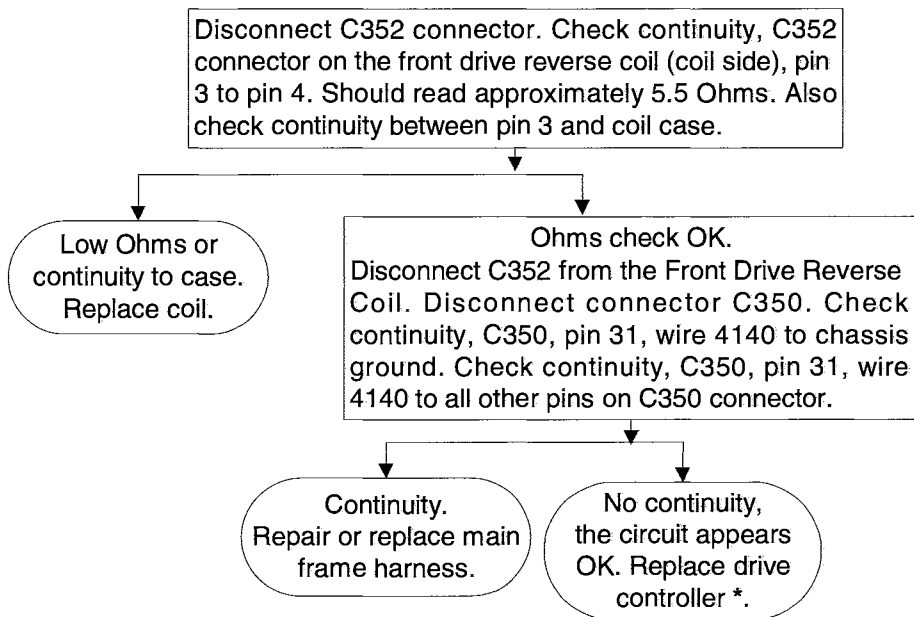 Disconnect C352 connector. Check continuity, C352
connector on the front drive reverse coil (coil side), pin
3 to pin 4. Should read approximately 5.5 Ohms. Also
check continuity between pin 3 and coil case.
Low Ohms or
continuity to case.
Replace coil.
Ohms check OK.
Disconnect C352 from the Front Drive Reverse
Coil. Disconnect connector C350. Check
continuity, C350, pin 31, wire 4140 to chassis
ground. Check continuity, C350, pin 31, wire
4140 to all other pins on C350 connector.
Continuity.
Repair or replace main
frame harness.
No continuity,
the circuit appears
OK. Replace drive
controller *.